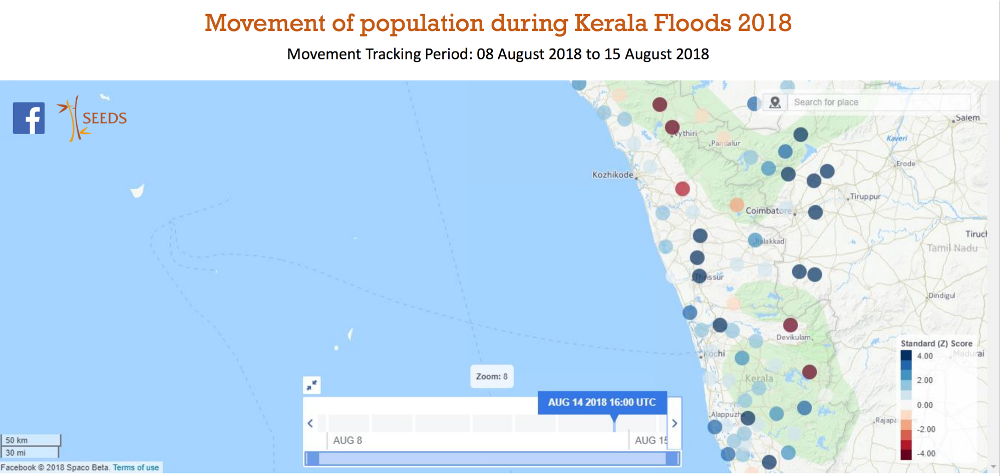 Movement of population during Kerala Floods 2018
Movement Tracking Period: 08 August 2018 to 15 August 2018
f
SEEDS
Search for place
Salem
Vythiri
Kaveri
Pandalur
Erode
Kozhikode
Tiruppur
Coimbatore
Tiruch
Palakkad
Tamil Nadu
Thrissur
Dindigul
Devikulam
Standard (Z) Score
4.00
Kochi
Madurai
Zoom: 8
Kerala
2.00
AUG 14 2018 16:00 UTC
0.00
Alappuzha
Rajapa
-2.00
50 km
AUG 8
AUG 15
30 mi
-4.00
Facebook © 2018 Spaco Beta. Terms of use